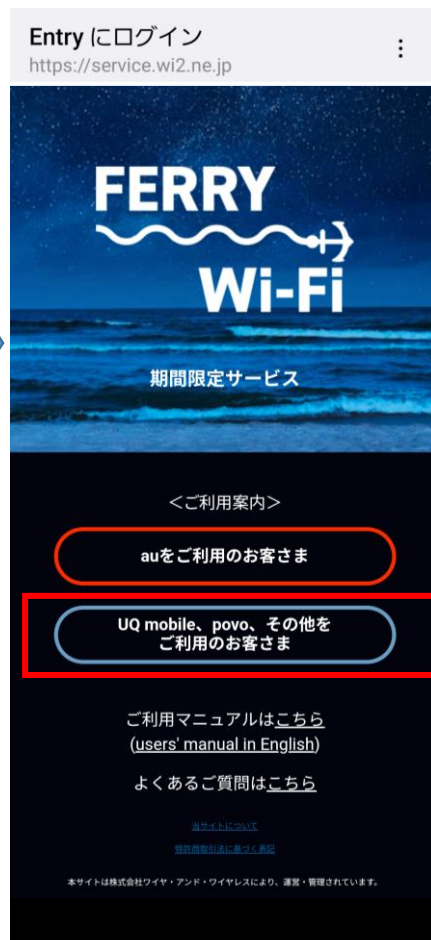 Entry にログイン
https://service.wi2.ne.jp
FERRY
Wi-Fi
期間限定サービス
＜ご利用案内＞
auをご利用のお客さま
UQ mobile、povo、その他を
ご利用のお客さま
ご利用マニュアルはこちら
(users' manual in English)
よくあるご質問はこちら
当サイトについて
特定商取引法に基づく表記
本サイトは株式会社ワイヤ・アンド・ワイヤレスにより、運営・管理されています。